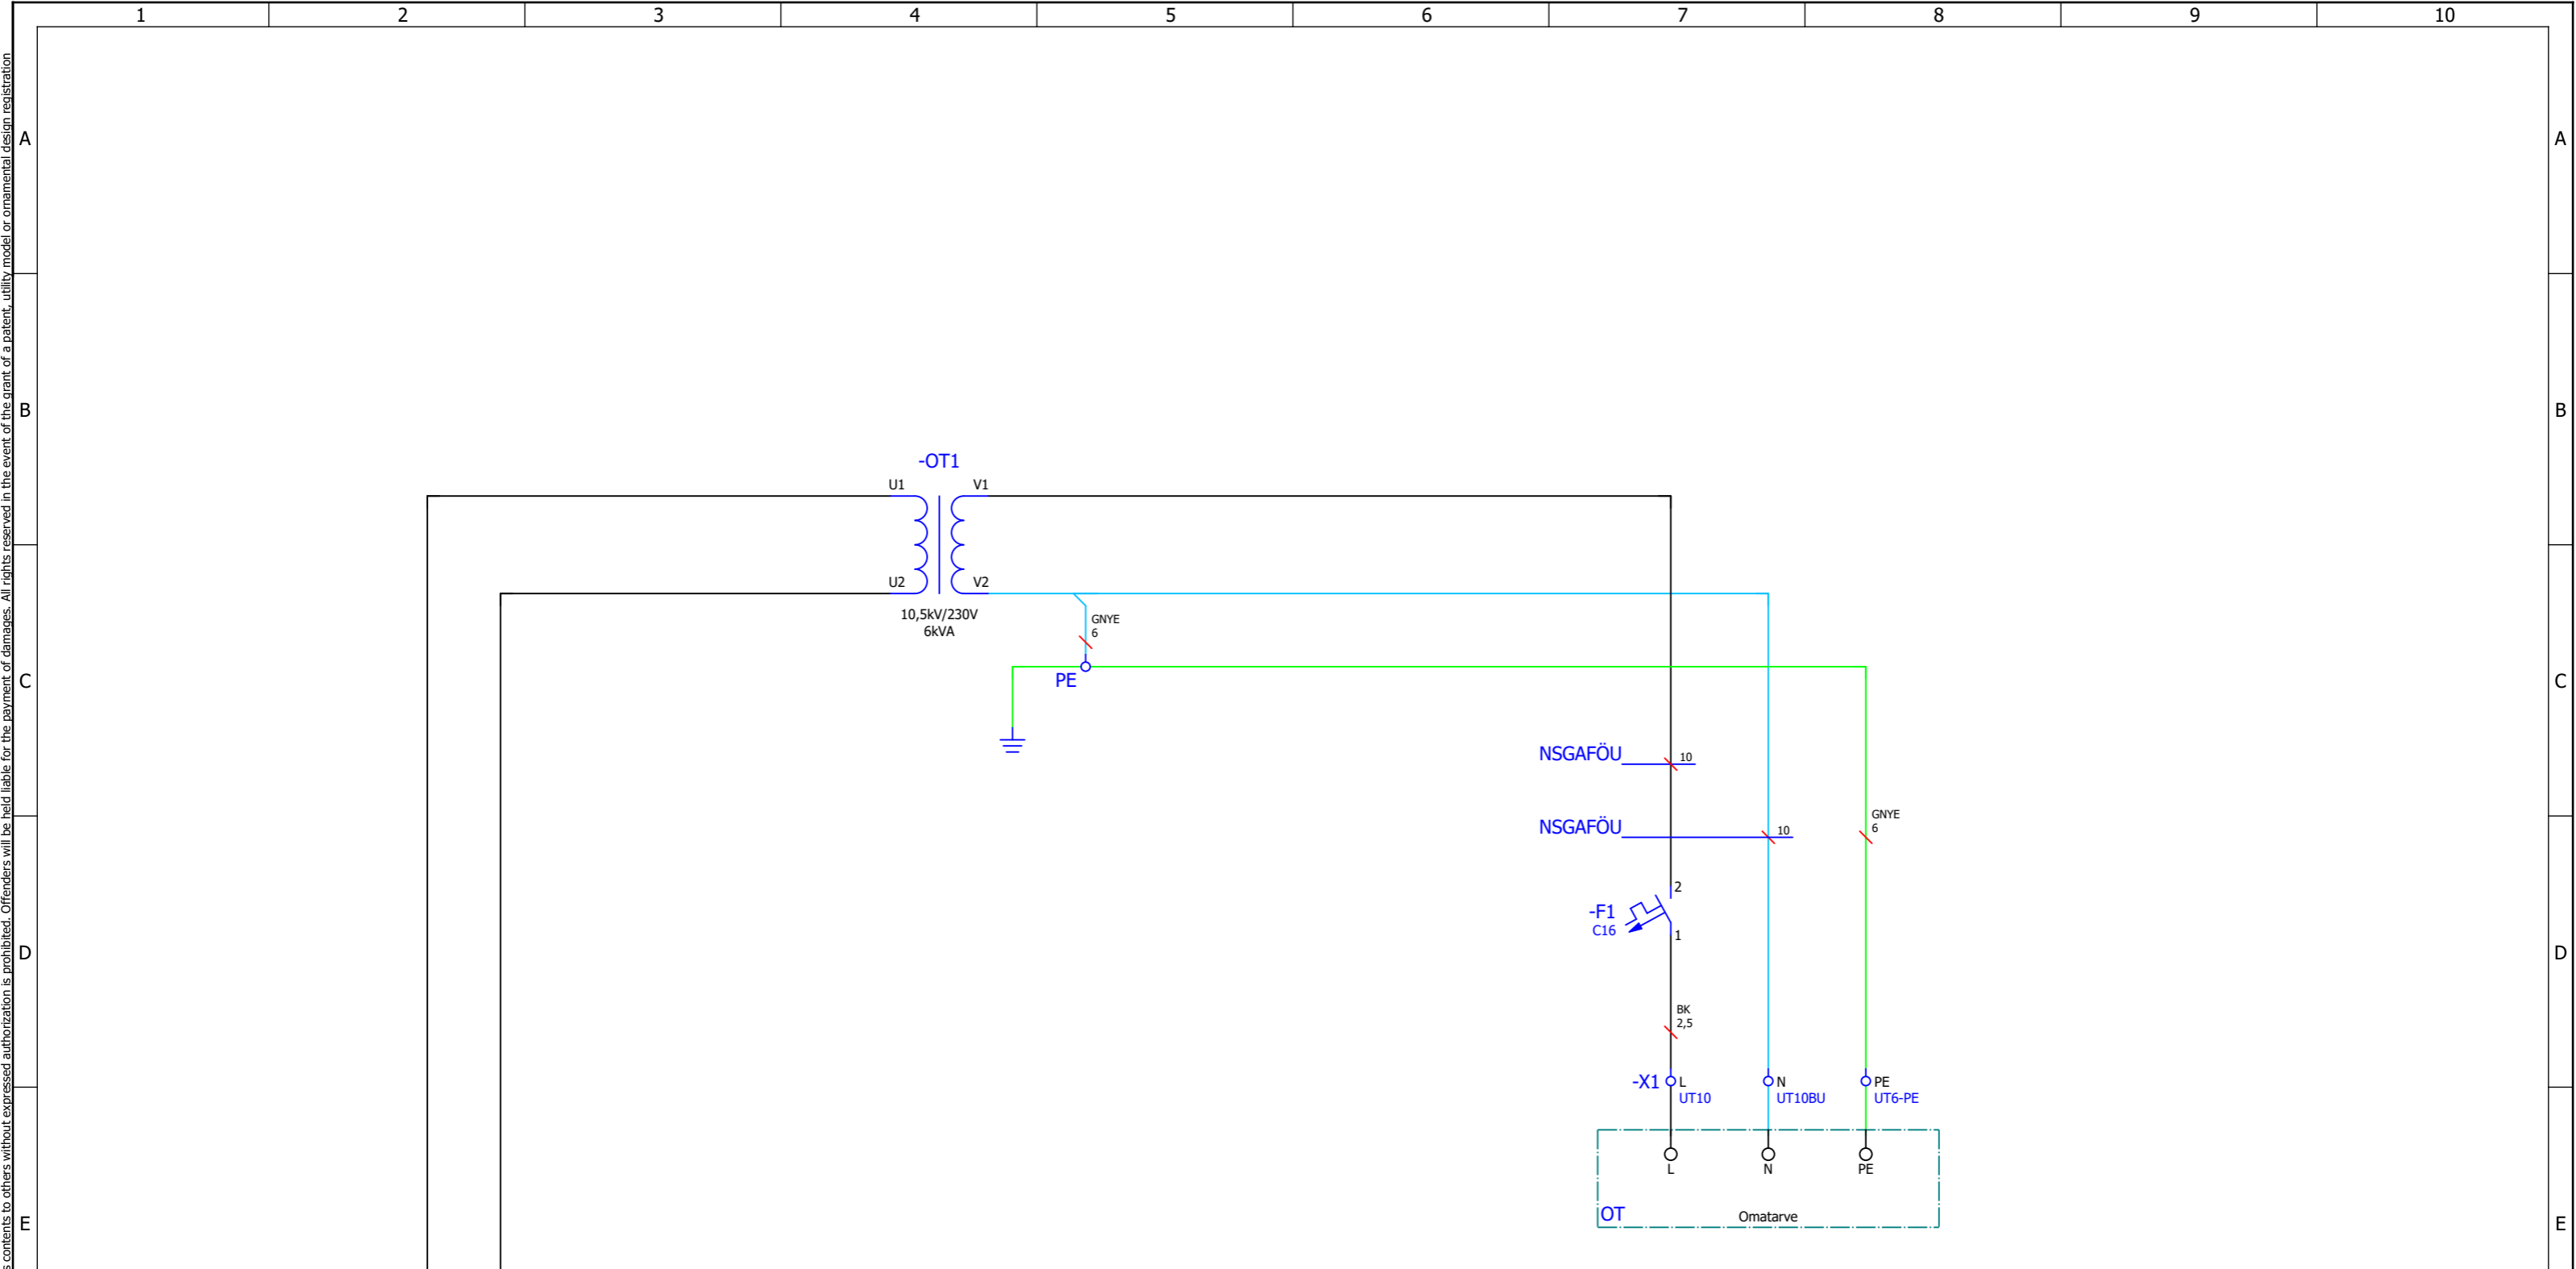 1 2 3 4 5 6 7 8 9 10
s contents to others without expressed authorization is prohibited. Offenders will be held liable for the payment of damages. All rights reserved in the event of the grant of a patent, utility model or ornamental design registration
A A
B B
-OT1
U1 V1
U2 V2
10,5kV/230V
6kVA
GNYE
6
C C
PE
NSGAFÖU 10
GNYE
6
NSGAFÖU 10
2
-F1
C16
1
D D
BK
2,5
-X1 L N PE
UT10 UT10BU UT6-PE
L N PE
OT Omatarve
E E